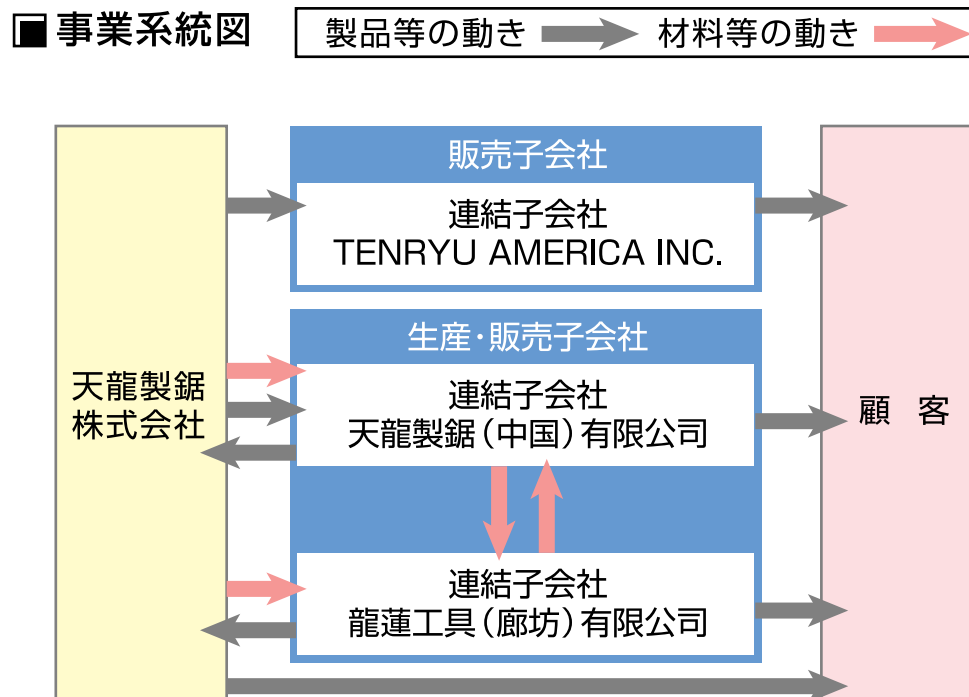 事業系統図
製品等の動き
材料等の動き
天龍製鋸
株式会社
販売子会社
連結子会社
TENRYU AMERICA INC.
生産・販売子会社
連結子会社
天龍製鋸(中国)有限公司
連結子会社
龍蓮工具(廊坊)有限公司
顧 客